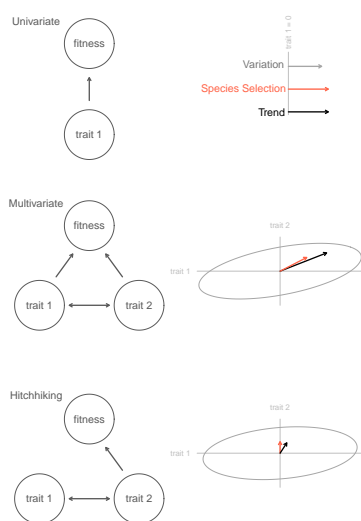 Univariate
fitness
trait 1
trait 1 = 0
Variation
Species Selection
Trend
Multivariate
fitness
trait 1
trait 2
trait 2
trait 1
Hitchhiking
fitness
trait 1
trait 2
trait 2
trait 1